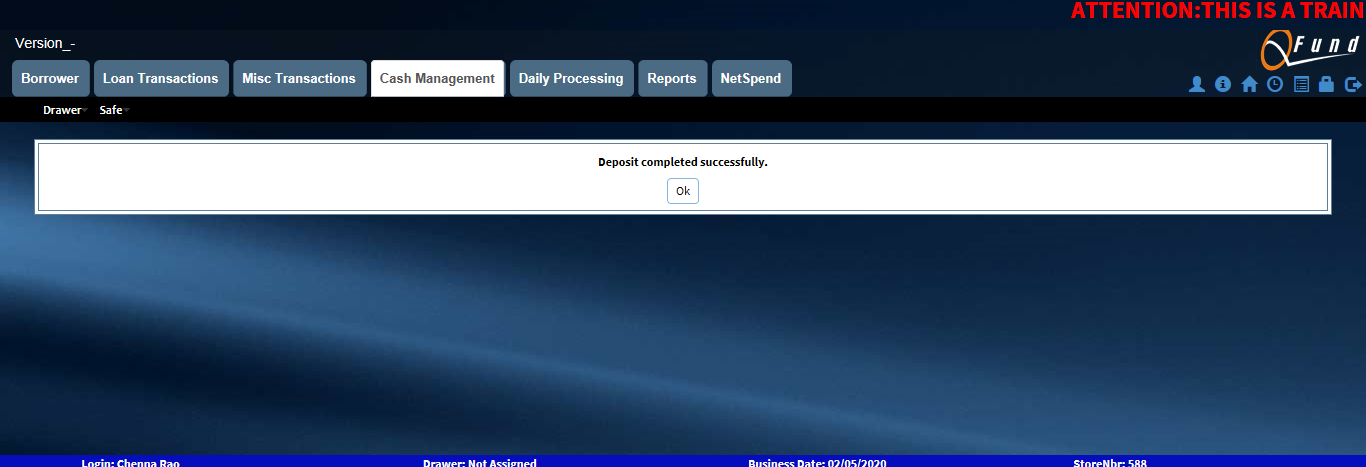 ATTENTION:THIS IS A TRAIN
Version_-
QFund
Borrower Loan Transactions Misc Transactions Cash Management Daily Processing Reports NetSpend
Drawer Safe
Deposit completed successfully.
Ok
Login: Chenna Rao Drawer: Not Assigned Business Date: 02/05/2020 StoreNbr: 588